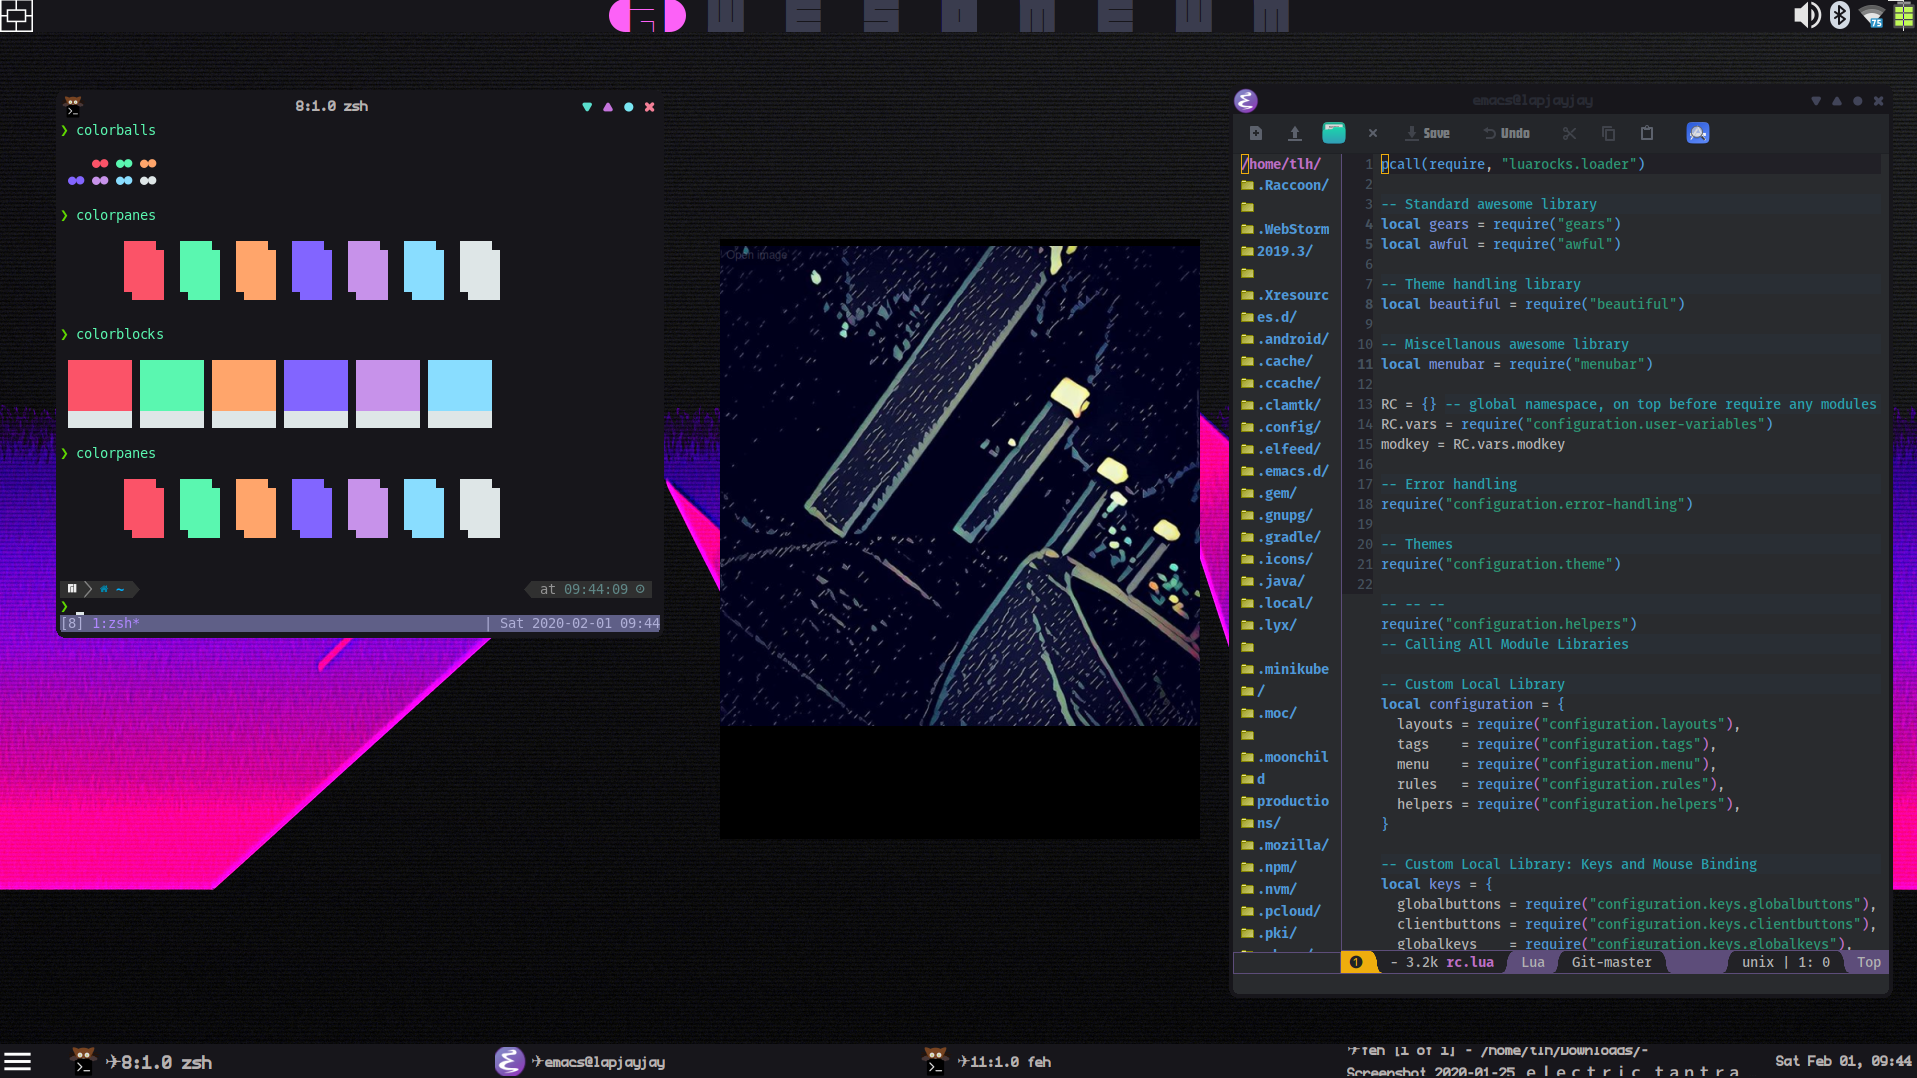 A W E S O M E W M
75
8:1.0 zsh
❯ colorballs
❯ colorpanes
❯ colorblocks
❯ colorpanes
~
at 09:44:09
❯
[8] 1:zsh*
| Sat 2020-02-01 09:44
Open image
emacs@lapjayjay
Save
Undo
/home/tlh/
.Raccoon/
.WebStorm
2019.3/
.Xresourc
es.d/
.android/
.cache/
.ccache/
.clamtk/
.config/
.elfeed/
.emacs.d/
.gem/
.gnupg/
.gradle/
.icons/
.java/
.local/
.lyx/
.minikube
/
.moc/
.moonchil
d
productio
ns/
.mozilla/
.npm/
.nvm/
.pcloud/
.pki/
1 pcall(require, "luarocks.loader")
2
3 -- Standard awesome library
4 local gears = require("gears")
5 local awful = require("awful")
6
7 -- Theme handling library
8 local beautiful = require("beautiful")
9
10 -- Miscellanous awesome library
11 local menubar = require("menubar")
12
13 RC = {} -- global namespace, on top before require any modules
14 RC.vars = require("configuration.user-variables")
15 modkey = RC.vars.modkey
16
17 -- Error handling
18 require("configuration.error-handling")
19
20 -- Themes
21 require("configuration.theme")
22
-- -- --
require("configuration.helpers")
-- Calling All Module Libraries
-- Custom Local Library
local configuration = {
layouts = require("configuration.layouts"),
tags = require("configuration.tags"),
menu = require("configuration.menu"),
rules = require("configuration.rules"),
helpers = require("configuration.helpers"),
}
-- Custom Local Library: Keys and Mouse Binding
local keys = {
globalbuttons = require("configuration.keys.globalbuttons"),
clientbuttons = require("configuration.keys.clientbuttons"),
globalkeys = require("configuration.keys.globalkeys"),
1 - 3.2k rc.lua Lua Git-master unix | 1: 0 Top
✈8:1.0 zsh
✈emacs@lapjayjay
✈11:1.0 feh
✈feh [1 of 1] - /home/tlh/Downloads/-
Screenshot 2020-01-25 electric tantra
Sat Feb 01, 09:44